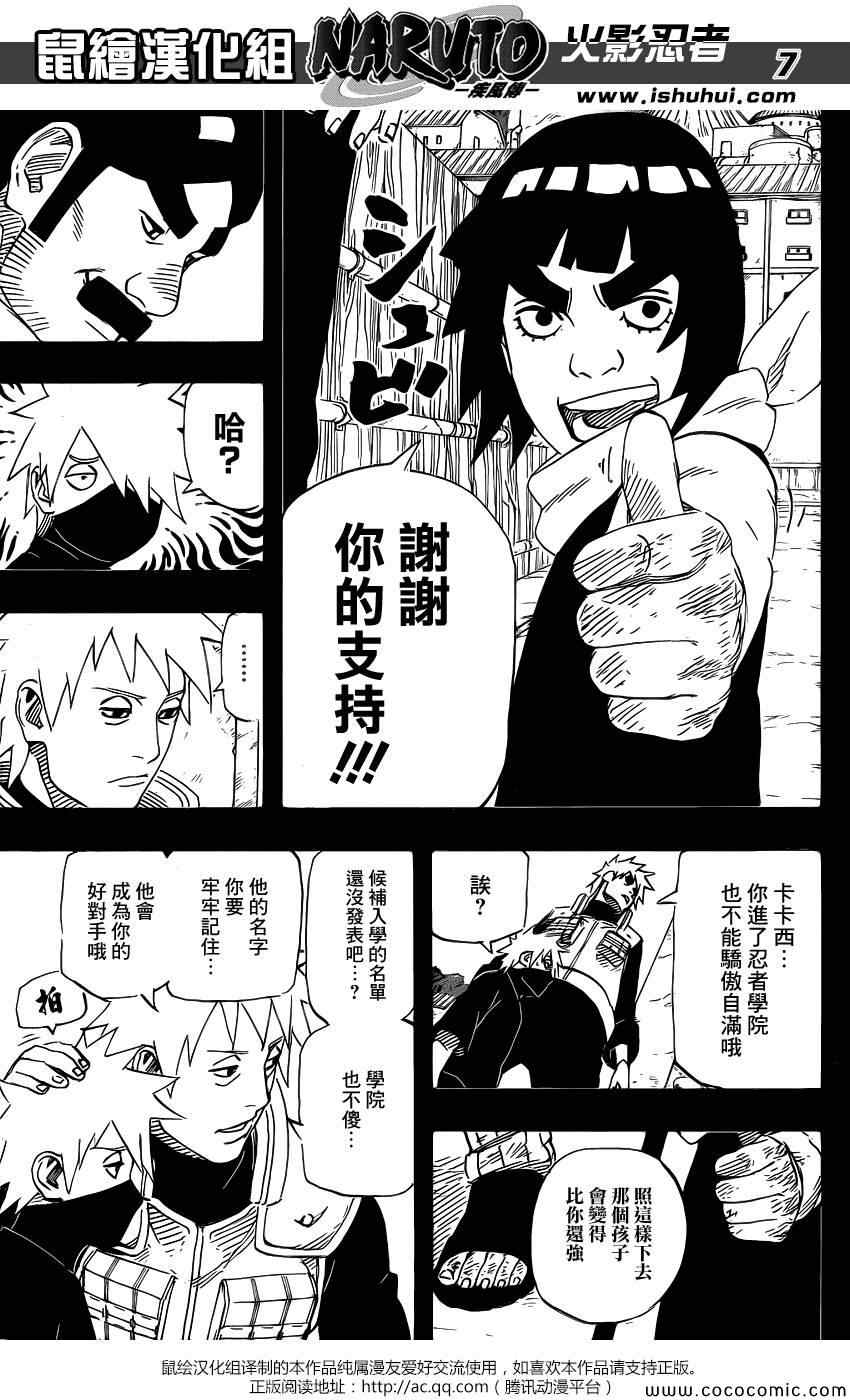 鼠繪漢化組
NARUTO
-疾風傳-
火影忍者
7
www.ishuhui.com
シュビ
謝謝
你的支持!!!
哈？
………
卡卡西…
你進了忍者學院
也不能驕傲自滿哦
誒？
照這樣下去
那個孩子
會變得
比你還強
候補入學的名單
還沒發表吧…？
學院
也不傻…
他的名字
你要
牢牢記住…
他會
成為你的
好對手哦
拍
鼠绘汉化组译制的本作品纯属漫友爱好交流使用，如喜欢本作品请支持正版。
正版阅读地址：http://ac.qq.com（腾讯动漫平台）
www.cococomic.com